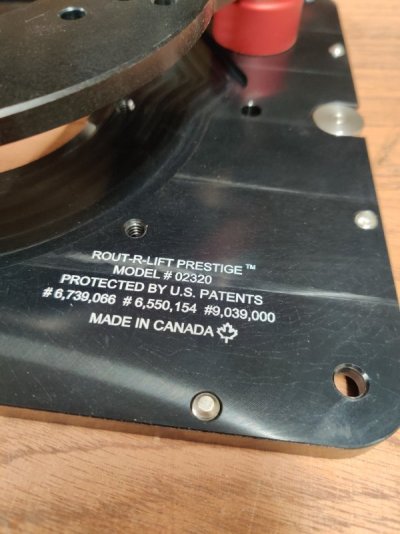 ROUT-R-LIFT PRESTIGE™
MODEL # 02320
PROTECTED BY U.S. PATENTS
# 6,739,066 # 6,550,154 #9,039,000
MADE IN CANADA